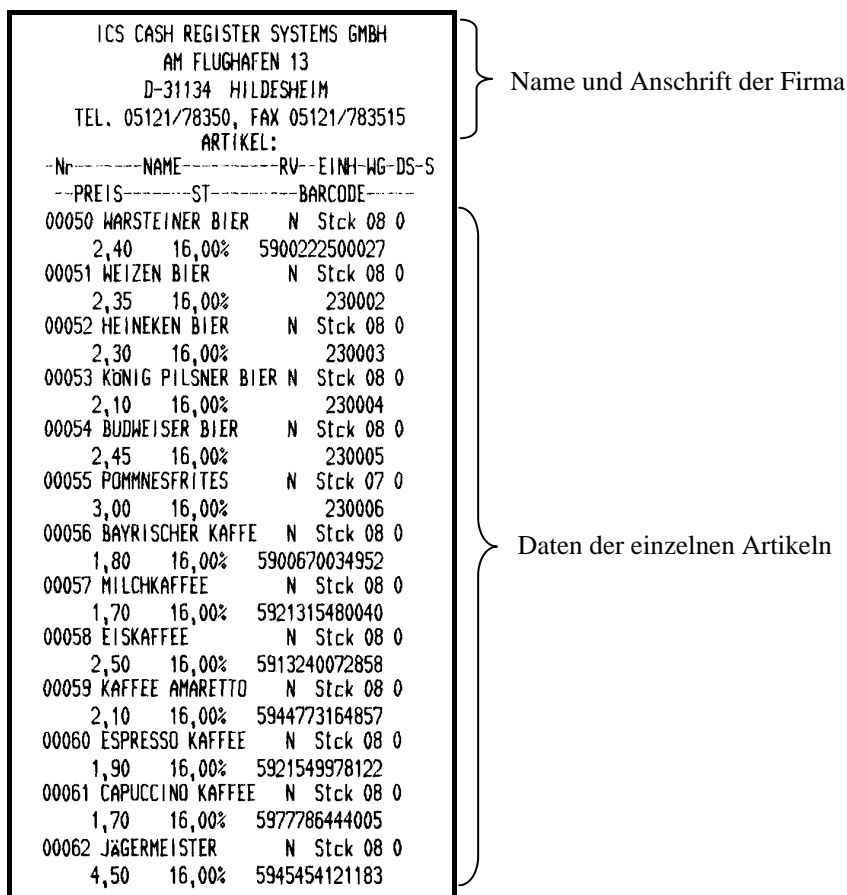 ICS CASH REGISTER SYSTEMS GMBH
AM FLUGHAFEN 13
D-31134 HILDESHEIM
TEL. 05121/78350, FAX 05121/783515
ARTIKEL:
-Nr-------NAME----------RV--EINH-WG-DS-S
--PREIS-------ST---------BARCODE-----
00050 WARSTEINER BIER N Stck 08 0
2,40 16,00% 5900222500027
00051 WEIZEN BIER N Stck 08 0
2,35 16,00% 230002
00052 HEINEKEN BIER N Stck 08 0
2,30 16,00% 230003
00053 KÖNIG PILSNER BIER N Stck 08 0
2,10 16,00% 230004
00054 BUDWEISER BIER N Stck 08 0
2,45 16,00% 230005
00055 POMMNESFRITES N Stck 07 0
3,00 16,00% 230006
00056 BAYRISCHER KAFFE N Stck 08 0
1,80 16,00% 5900670034952
00057 MILCHKAFFEE N Stck 08 0
1,70 16,00% 5921315480040
00058 EISKAFFEE N Stck 08 0
2,50 16,00% 5913240072858
00059 KAFFEE AMARETTO N Stck 08 0
2,10 16,00% 5944773164857
00060 ESPRESSO KAFFEE N Stck 08 0
1,90 16,00% 5921549978122
00061 CAPUCCINO KAFFEE N Stck 08 0
1,70 16,00% 5977786444005
00062 JÄGERMEISTER N Stck 08 0
4,50 16,00% 5945454121183
Name und Anschrift der Firma
Daten der einzelnen Artikeln